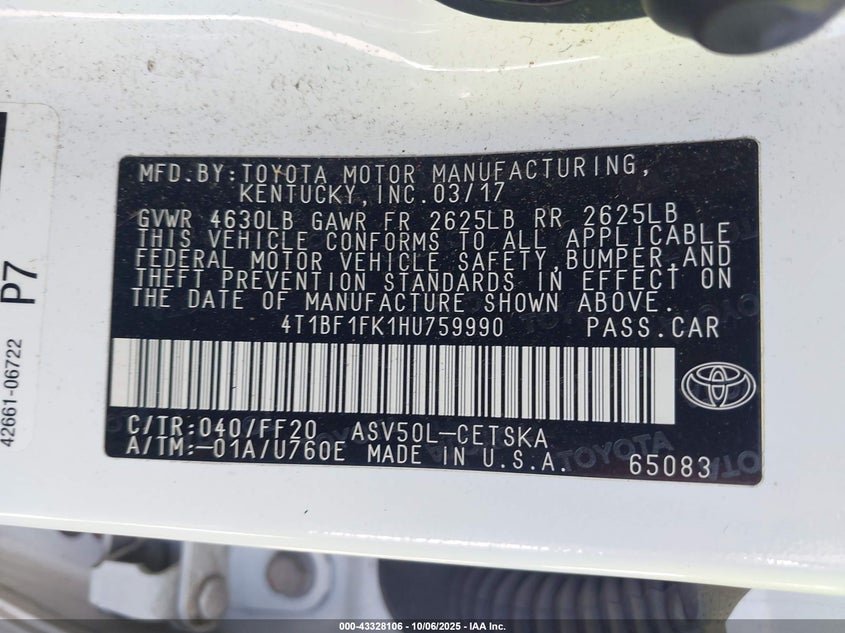 MFD.BY:TOYOTA MOTOR MANUFACTURING,
KENTUCKY,INC.03/17
GVWR 4630LB GAWR FR 2625LB RR 2625LB
THIS VEHICLE CONFORMS TO ALL APPLICABLE
FEDERAL MOTOR VEHICLE SAFETY,BUMPER,AND
THEFT PREVENTION STANDARDS IN EFFECT ON
THE DATE OF MANUFACTURE SHOWN ABOVE.
4T1BF1FK1HU759990 PASS.CAR
C/TR:040/FF20 ASV50L-CETSKA
A/TM:-01A/U760E MADE IN U.S.A. 65083
TOYOTA
42661-06722
P7
000-43328106 - 10/06/2025 - IAA Inc.